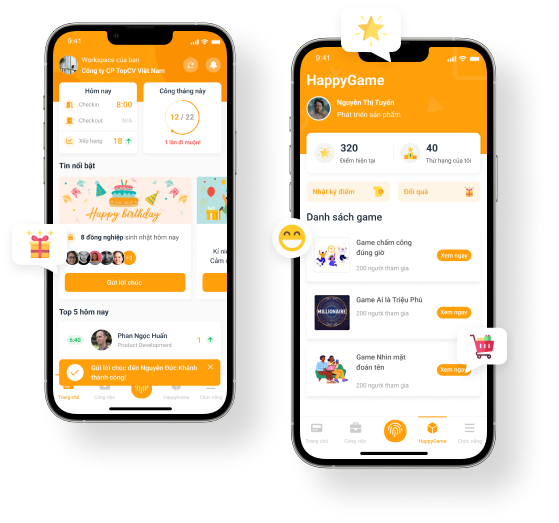 9:41
Workspace của bạn
Công ty CP TopCV Việt Nam
Hôm nay
Checkin 8:00
Checkout N/A
Xếp hạng 18
Công tháng này
12 / 22
1 lần đi muộn!
Tin nổi bật
Happy Birthday
8 đồng nghiệp sinh nhật hôm nay
+3
Gửi lời chúc
Kỉ ni
Cảm
Top 5 hôm nay
6:40
Phan Ngọc Huấn
Product Development
1
Gửi lời chúc đến Nguyễn Đức Khánh
thành công!
Trang chủ
Công việc
HappyGame
Chức năng
9:41
HappyGame
Nguyễn Thị Tuyến
Phát triển sản phẩm
320
Điểm hiện tại
40
Thứ hạng của tôi
Nhật ký điểm
Đổi quà
Danh sách game
Game chấm công
đúng giờ
200 người tham gia
Xem ngay
MILLIONAIRE
Game Ai là Triệu Phú
200 người tham gia
Xem ngay
Game Nhìn mặt
đoán tên
200 người tham gia
Xem ngay
Trang chủ
Công việc
HappyGame
Chức năng